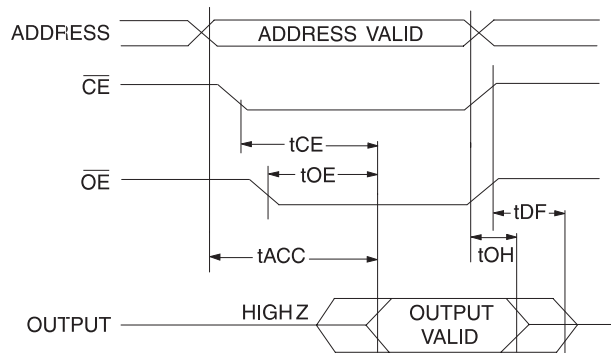 ADDRESS
ADDRESS VALID
CE
tCE
OE
tOE
tDF
tACC
tOH
OUTPUT
HIGH Z
OUTPUT
VALID